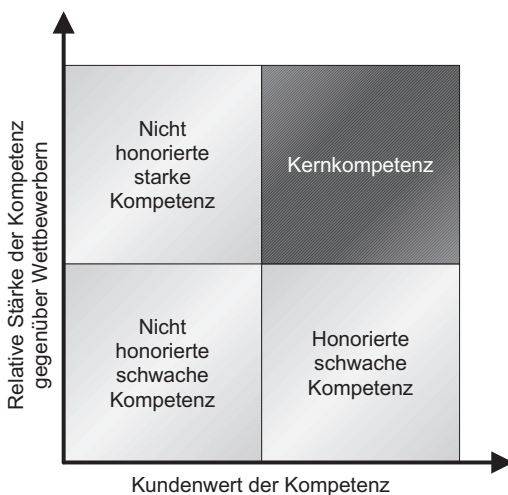 Relative Stärke der Kompetenz
gegenüber Wettbewerbern
Nicht
honorierte
starke
Kompetenz
Kernkompetenz
Nicht
honorierte
schwache
Kompetenz
Honorierte
schwache
Kompetenz
Kundenwert der Kompetenz